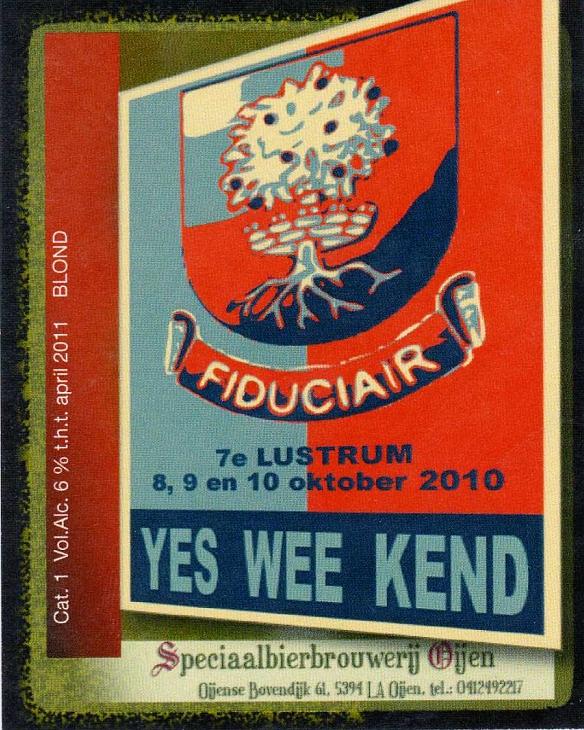 FIDUCIAIR
7e LUSTRUM
8, 9 en 10 oktober 2010
YES WEE KEND
Speciaalbierbrouwerij Oijen
Oijense Bovendijk 61, 5394 LA Oijen, tel.: 0412492217
Cat. 1 Vol.Alc. 6 % t.h.t. april 2011 BLOND